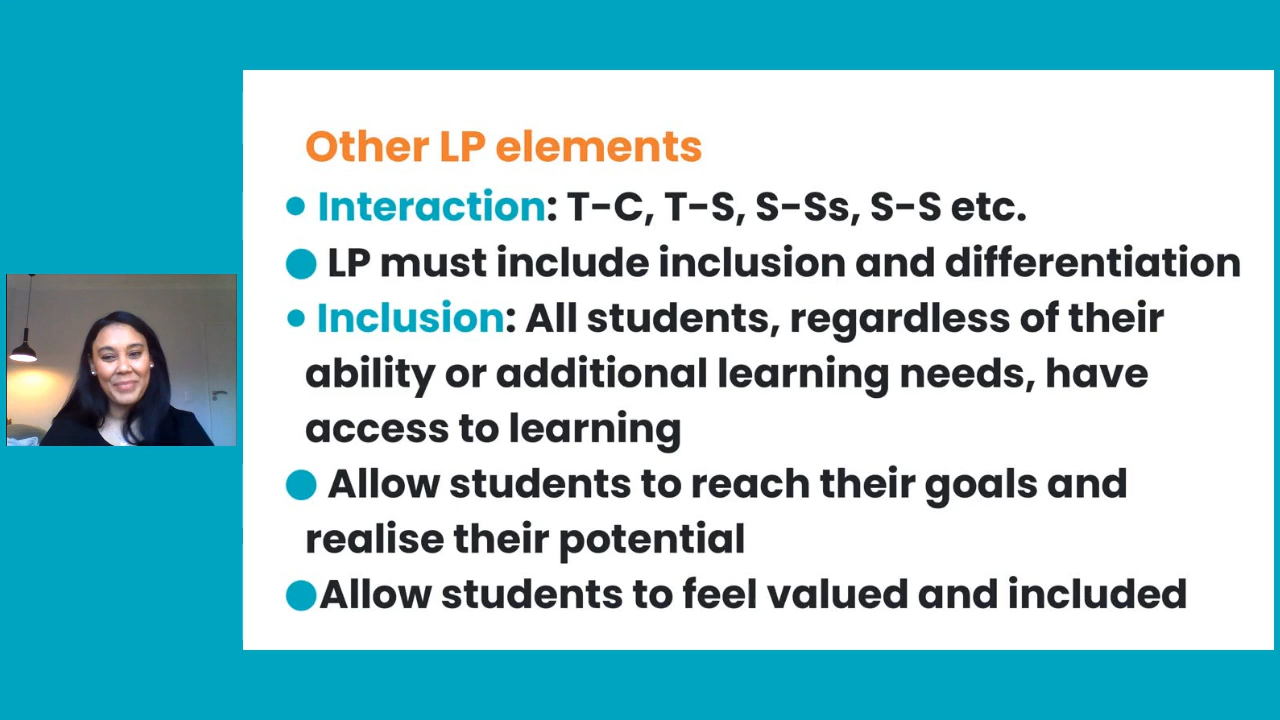 Other LP elements
• Interaction: T-C, T-S, S-Ss, S-S etc.
● LP must include inclusion and differentiation
• Inclusion: All students, regardless of their
ability or additional learning needs, have
access to learning
● Allow students to reach their goals and
realise their potential
●Allow students to feel valued and included